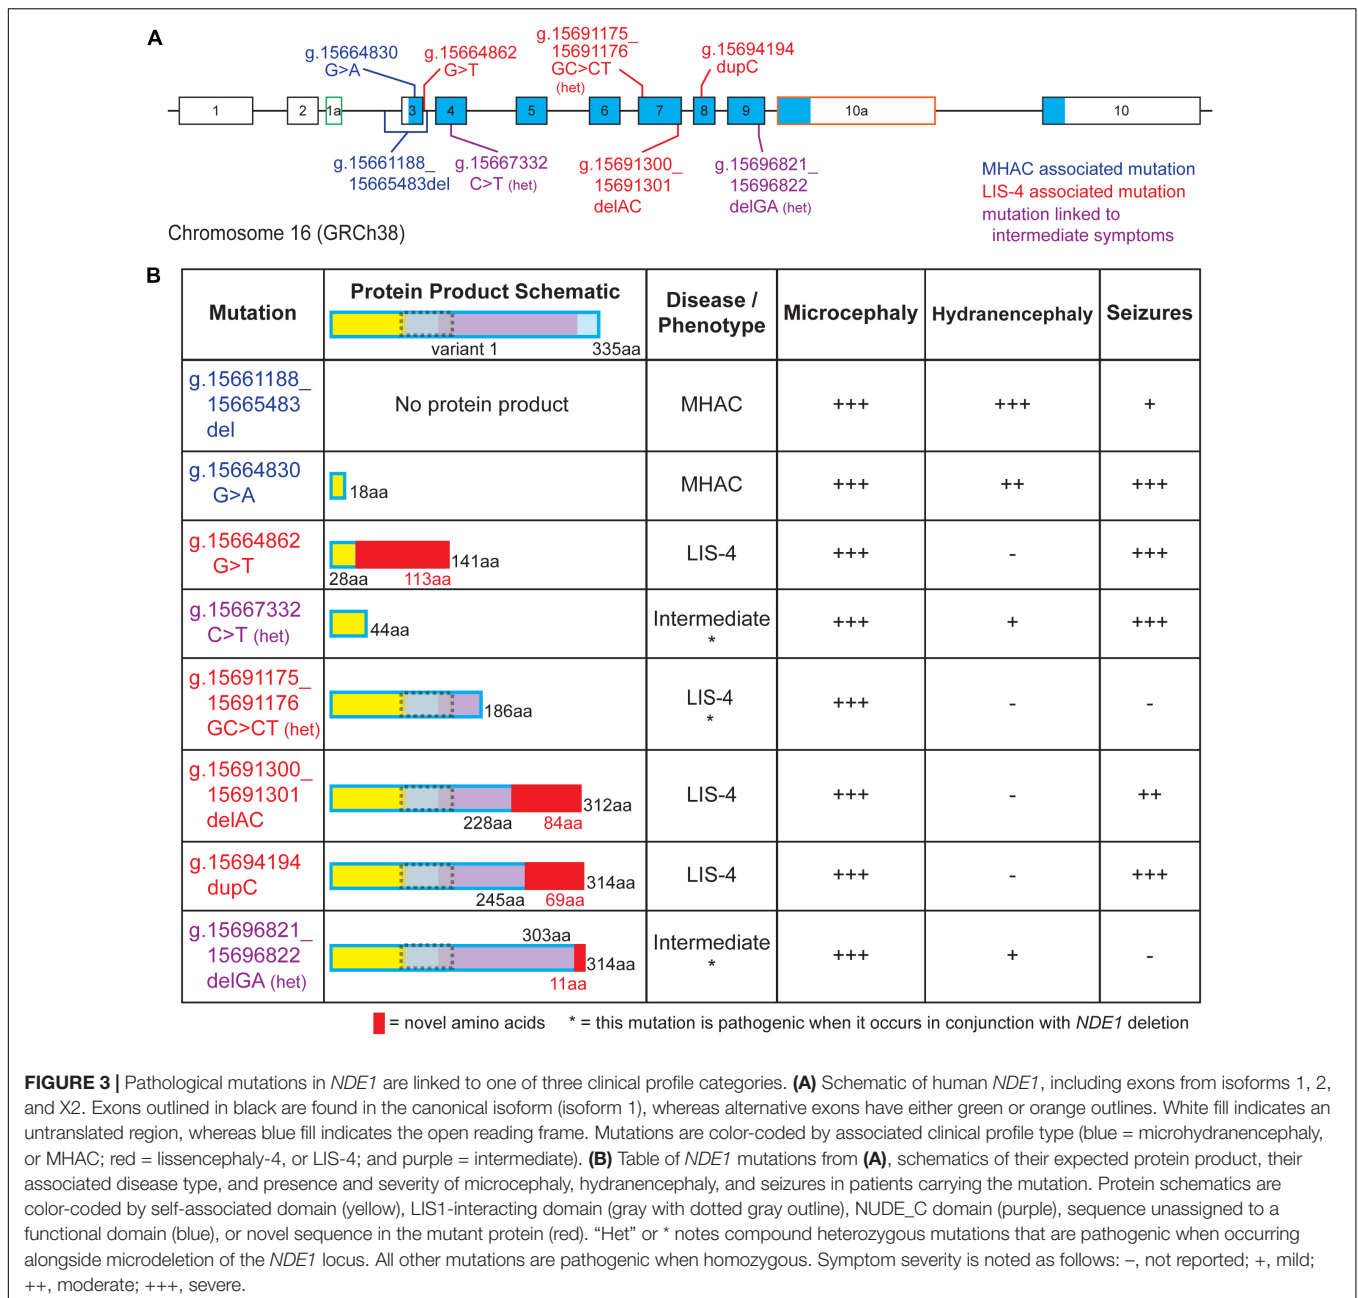 A
g.15664830
G>A
g.15664862
G>T
g.15691175_
15691176
GC>CT
(het)
g.15694194
dupC
1
2
1a
3
4
5
6
7
8
9
10a
10
g.15661188_
15665483del
g.15667332
C>T (het)
g.15691300_
15691301
delAC
g.15696821_
15696822
delGA (het)
MHAC associated mutation
LIS-4 associated mutation
mutation linked to
intermediate symptoms
Chromosome 16 (GRCh38)
B
Mutation
Protein Product Schematic
variant 1
335aa
Disease /
Phenotype
Microcephaly
Hydranencephaly
Seizures
g.15661188_
15665483
del
No protein product
MHAC
+++
+++
+
g.15664830
G>A
18aa
MHAC
+++
++
+++
g.15664862
G>T
28aa
113aa
141aa
LIS-4
+++
-
+++
g.15667332
C>T (het)
44aa
Intermediate
*
+++
+
+++
g.15691175_
15691176
GC>CT (het)
186aa
LIS-4
*
+++
-
-
g.15691300_
15691301
delAC
228aa
84aa
312aa
LIS-4
+++
-
++
g.15694194
dupC
245aa
69aa
314aa
LIS-4
+++
-
+++
g.15696821_
15696822
delGA (het)
303aa
11aa
314aa
Intermediate
*
+++
+
-
= novel amino acids * = this mutation is pathogenic when it occurs in conjunction with NDE1 deletion
FIGURE 3 | Pathological mutations in NDE1 are linked to one of three clinical profile categories. (A) Schematic of human NDE1, including exons from isoforms 1, 2,
and X2. Exons outlined in black are found in the canonical isoform (isoform 1), whereas alternative exons have either green or orange outlines. White fill indicates an
untranslated region, whereas blue fill indicates the open reading frame. Mutations are color-coded by associated clinical profile type (blue = microhydranencephaly,
or MHAC; red = lissencephaly-4, or LIS-4; and purple = intermediate). (B) Table of NDE1 mutations from (A), schematics of their expected protein product, their
associated disease type, and presence and severity of microcephaly, hydranencephaly, and seizures in patients carrying the mutation. Protein schematics are
color-coded by self-associated domain (yellow), LIS1-interacting domain (gray with dotted gray outline), NUDE_C domain (purple), sequence unassigned to a
functional domain (blue), or novel sequence in the mutant protein (red). “Het” or * notes compound heterozygous mutations that are pathogenic when occurring
alongside microdeletion of the NDE1 locus. All other mutations are pathogenic when homozygous. Symptom severity is noted as follows: –, not reported; +, mild;
++, moderate; +++, severe.